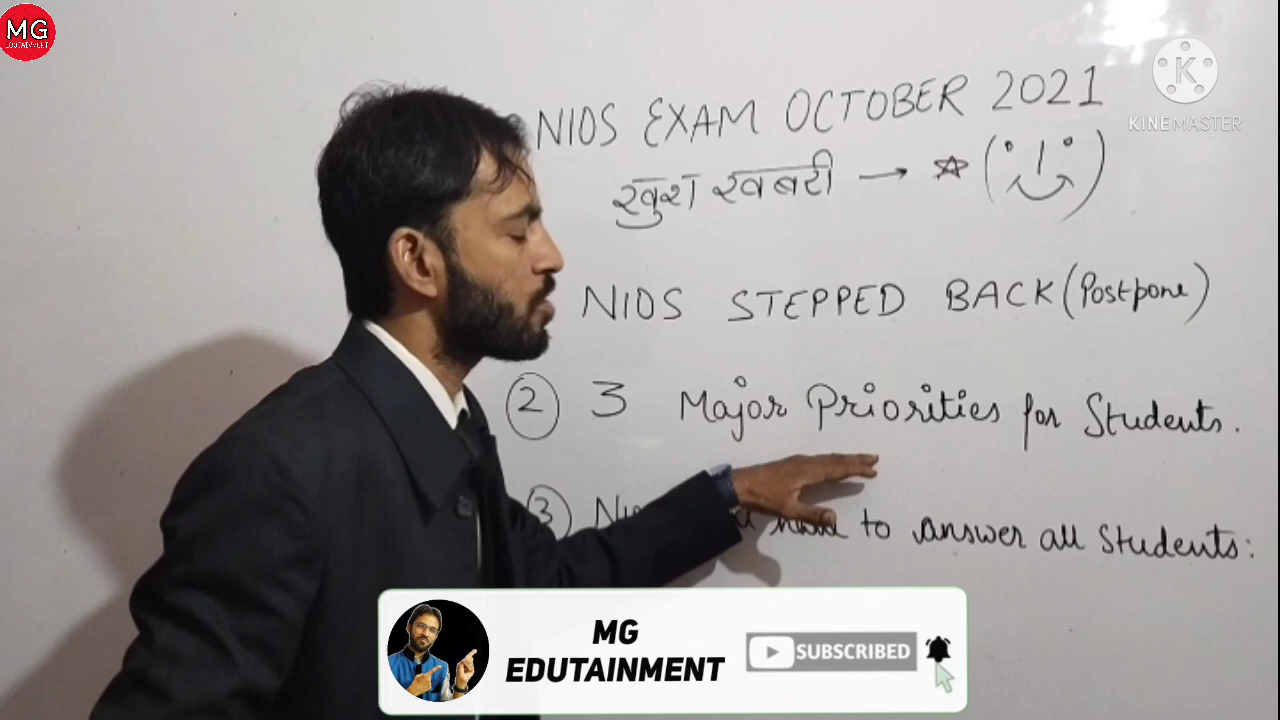 MG
EDUTAINMENT
KINEMASTER
NIOS EXAM OCTOBER 2021
खुश खबरी →
NIOS STEPPED BACK (Postpone)
② 3 Major Priorities for Students.
③ to answer all Students:
MG
EDUTAINMENT
SUBSCRIBED